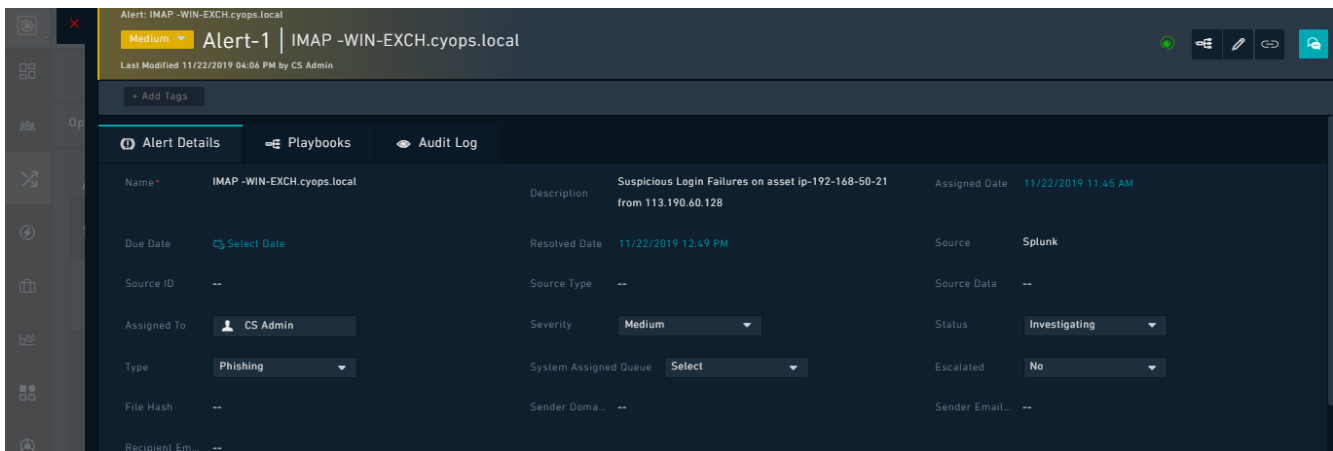 Alert: IMAP -WIN-EXCH.cyops.local
Medium Alert-1 | IMAP -WIN-EXCH.cyops.local
Last Modified 11/22/2019 04:06 PM by CS Admin
+ Add Tags
Op
Alert Details Playbooks Audit Log
Name* IMAP -WIN-EXCH.cyops.local
Description Suspicious Login Failures on asset ip-192-168-50-21
from 113.190.60.128
Assigned Date 11/22/2019 11:45 AM
Due Date Select Date Resolved Date 11/22/2019 12:49 PM Source Splunk
Source ID -- Source Type -- Source Data --
Assigned To CS Admin Severity Medium Status Investigating
Type Phishing System Assigned Queue Select Escalated No
File Hash -- Sender Doma... -- Sender Email... --
Recipient Em... --